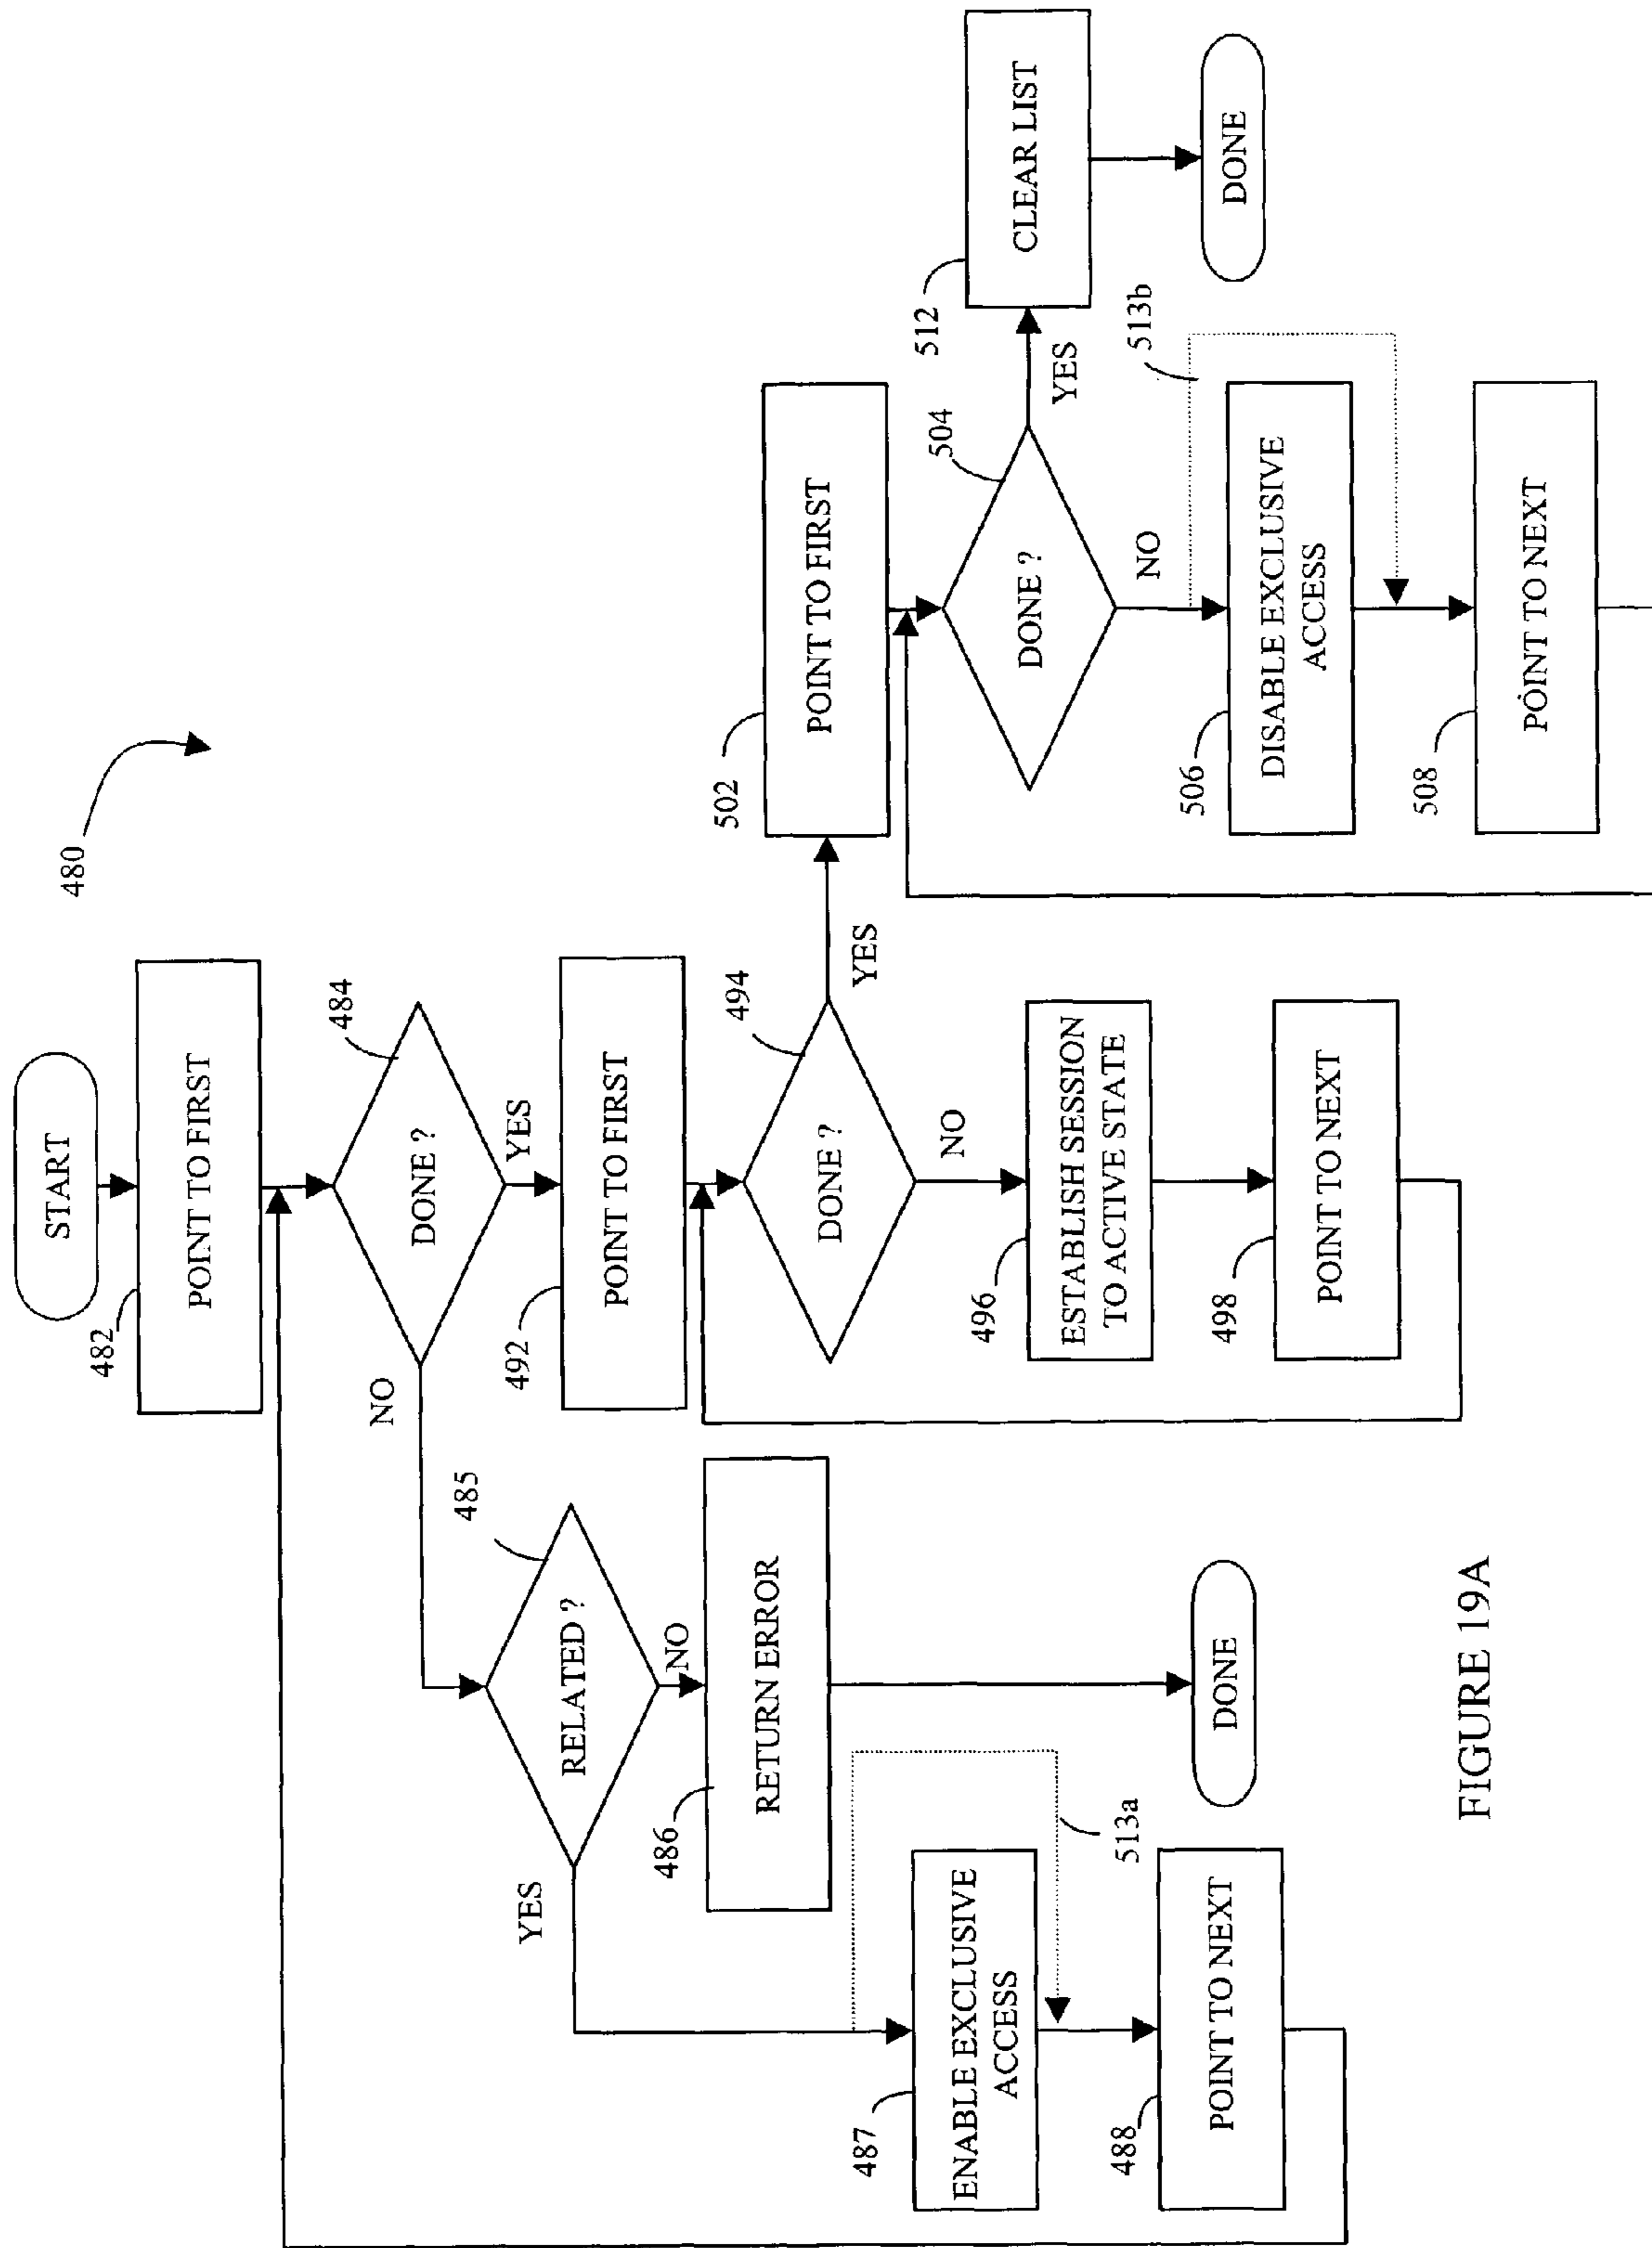 480
START
482
POINT TO FIRST
484
DONE ?
NO
YES
485
RELATED ?
YES
NO
486
RETURN ERROR
DONE
487
ENABLE EXCLUSIVE
ACCESS
513a
488
POINT TO NEXT
492
POINT TO FIRST
494
DONE ?
YES
NO
496
ESTABLISH SESSION
TO ACTIVE STATE
498
POINT TO NEXT
502
POINT TO FIRST
504
DONE ?
YES
NO
512
CLEAR LIST
DONE
513b
506
DISABLE EXCLUSIVE
ACCESS
508
POINT TO NEXT
FIGURE 19A